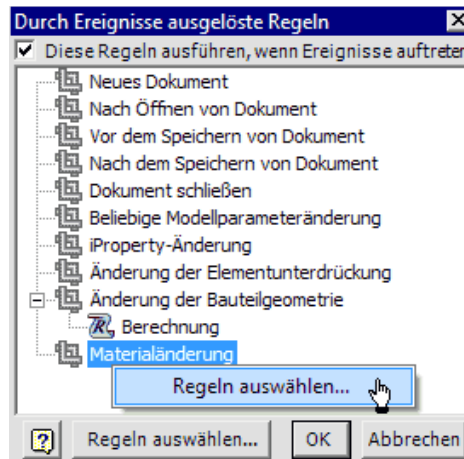 Durch Ereignisse ausgelöste Regeln
Diese Regeln ausführen, wenn Ereignisse auftreten
Neues Dokument
Nach Öffnen von Dokument
Vor dem Speichern von Dokument
Nach dem Speichern von Dokument
Dokument schließen
Beliebige Modellparameteränderung
iProperty-Änderung
Änderung der Elementunterdrückung
Änderung der Bauteilgeometrie
Berechnung
Materialänderung
Regeln auswählen...
Regeln auswählen... OK Abbrechen